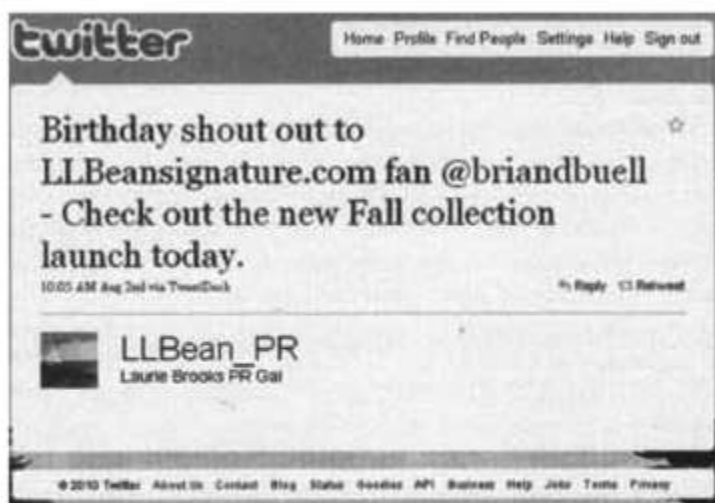 twitter
Home Profile Find People Settings Help Sign out
Birthday shout out to
LLBeansignature.com fan @briandbuell
- Check out the new Fall collection
launch today.
10:05 AM Aug 2nd via TweetDeck
Reply Retweet
LLBean_PR
Laurie Brooks PR Gal
© 2010 Twitter About Us Contact Blog Status Goodies API Business Help Jobs Terms Privacy